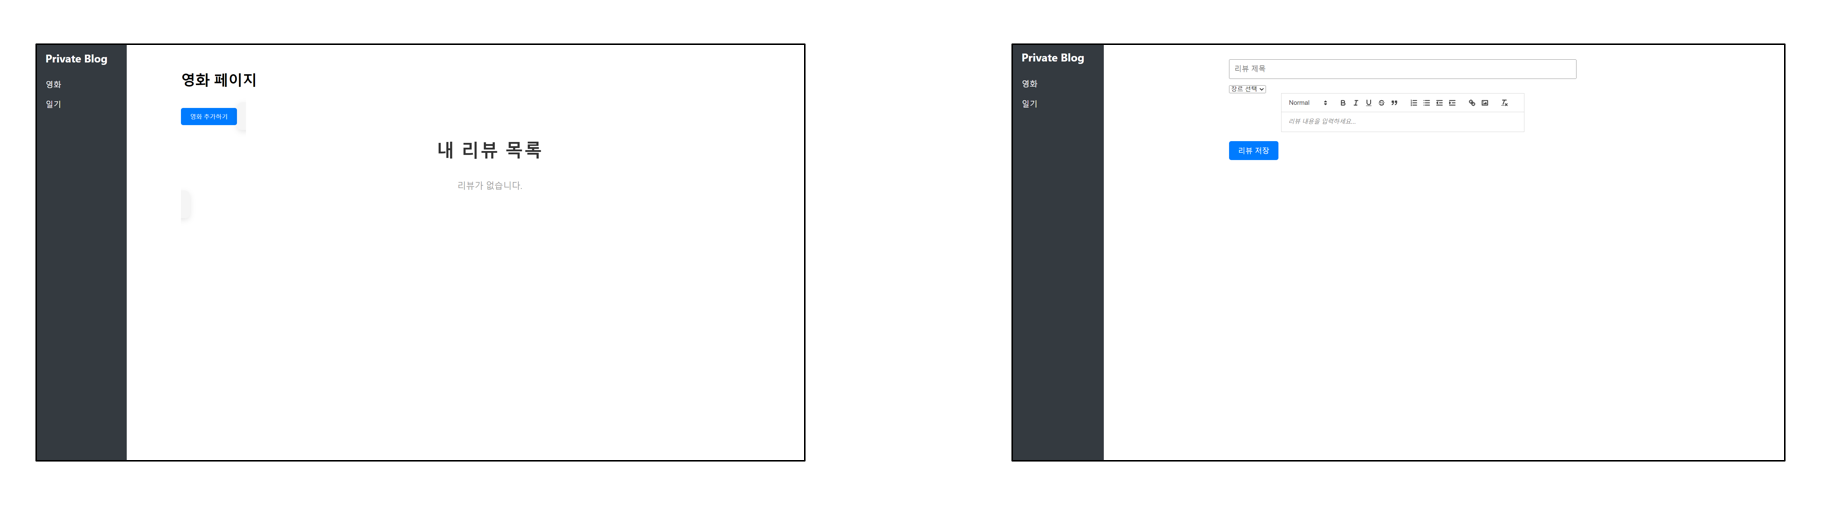 Private Blog
영화
일기
영화 페이지
영화 추가하기
내 리뷰 목록
리뷰가 없습니다.
Private Blog
영화
일기
리뷰 제목
장르 선택
Normal
리뷰 내용을 입력하세요...
리뷰 저장